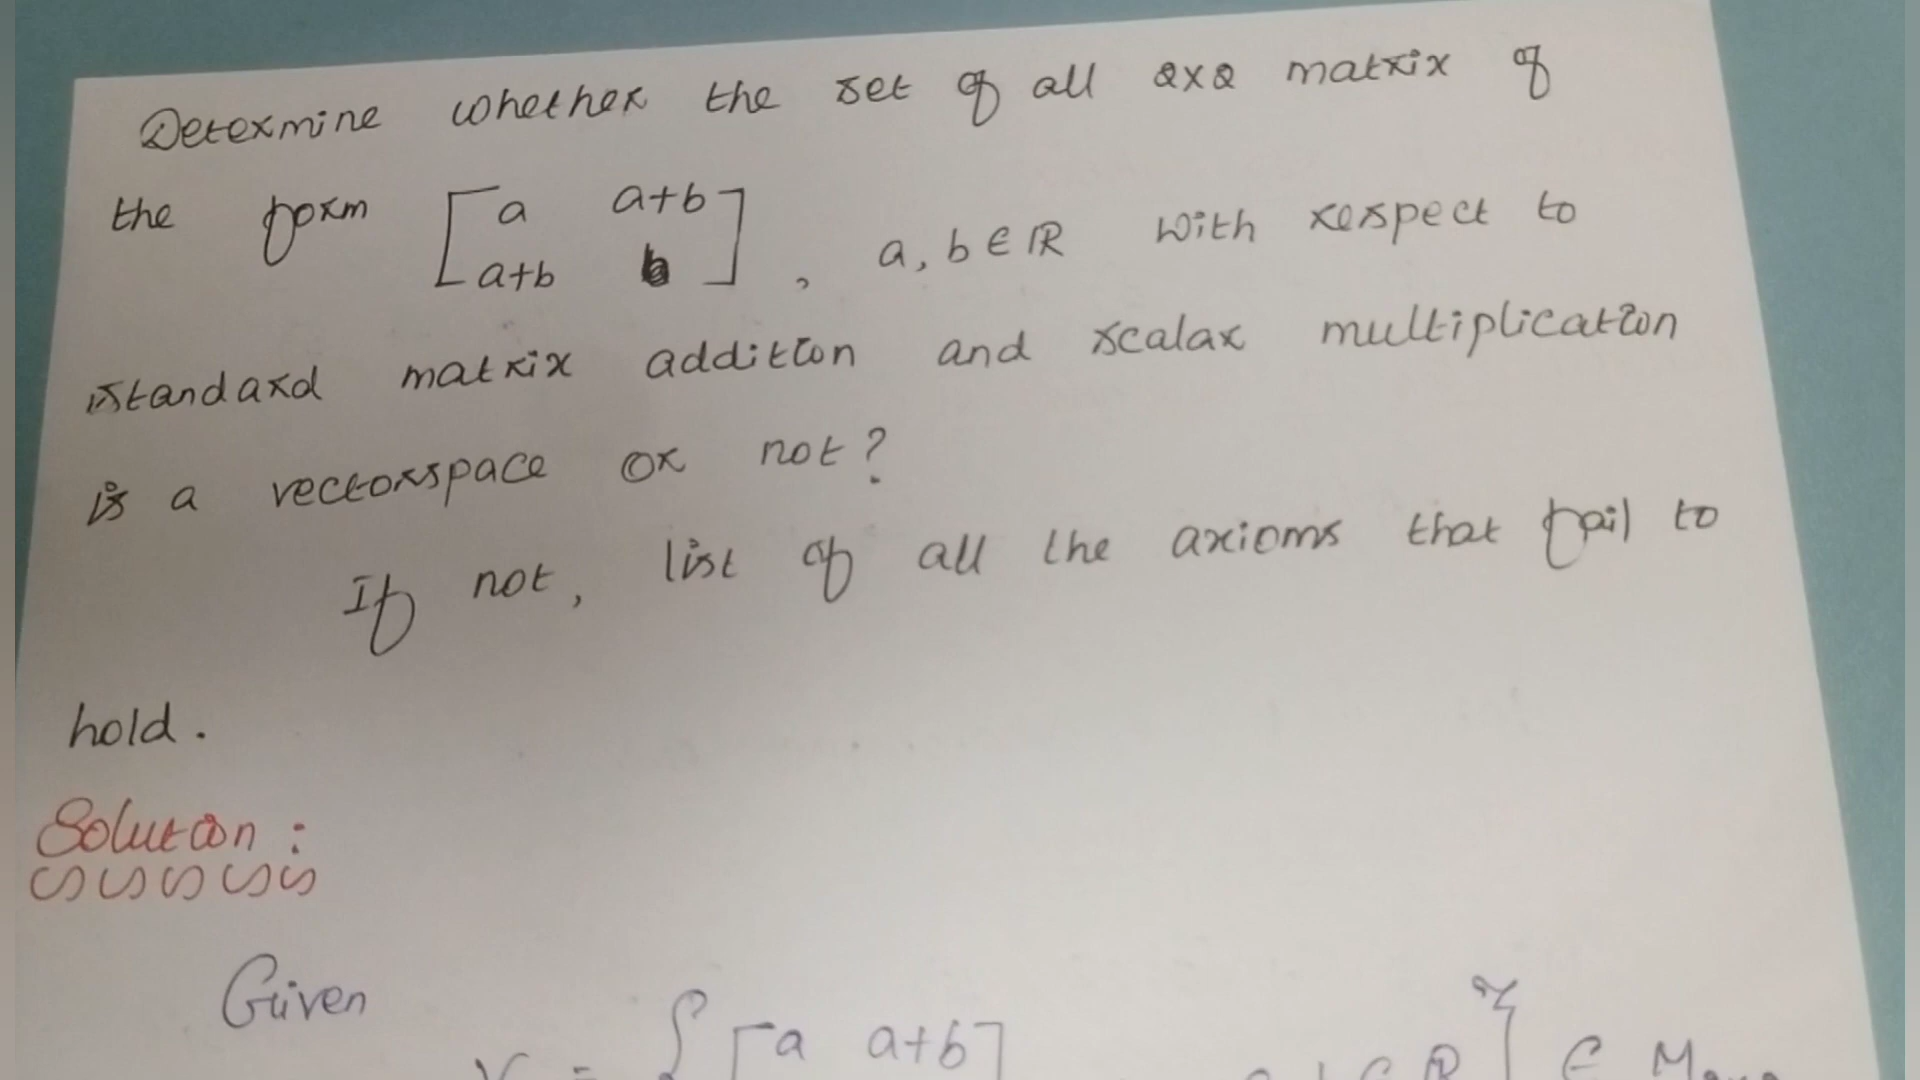 Determine whether the set of all 2x2 matrix of
the form [a a+b
a+b b], a, b ∈ ℝ with respect to
standard matrix addition and scalar multiplication
is a vectorspace or not?
If not, list of all the axioms that fail to
hold.
Solution:
Given
V = { [a a+b]